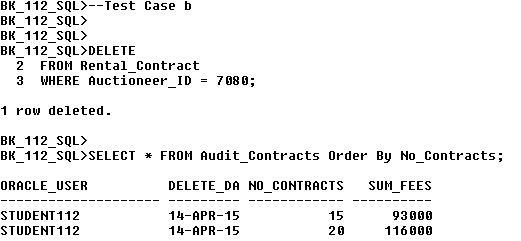 BK_112_SQL>--Test Case b
BK_112_SQL>
BK_112_SQL>
BK_112_SQL>DELETE
  2  FROM Rental_Contract
  3  WHERE Auctioneer_ID = 7080;
1 row deleted.
BK_112_SQL>
BK_112_SQL>SELECT * FROM Audit_Contracts Order By No_Contracts;
ORACLE_USER          DELETE_DA NO_CONTRACTS   SUM_FEES
-------------------- --------- ------------ ----------
STUDENT112           14-APR-15           15      93000
STUDENT112           14-APR-15           20     116000